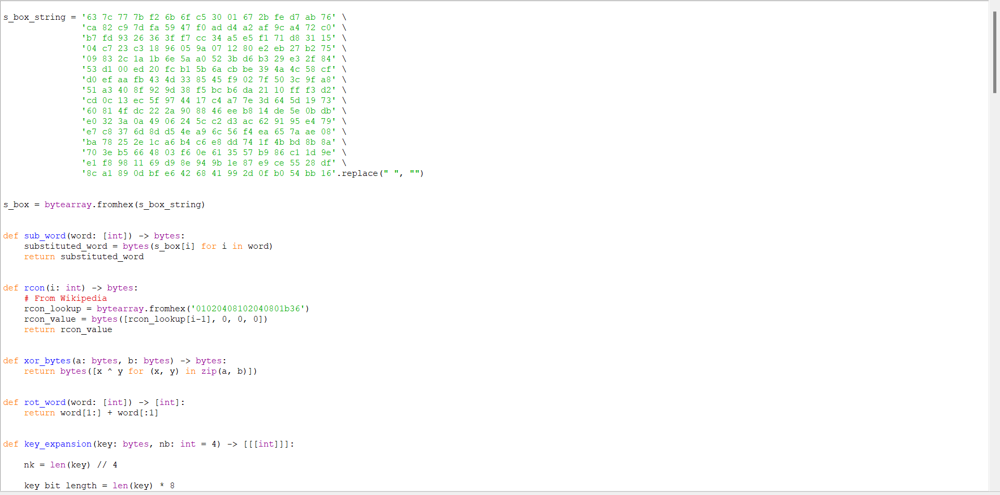 s_box_string = '63 7c 77 7b f2 6b 6f c5 30 01 67 2b fe d7 ab 76' \
               'ca 82 c9 7d fa 59 47 f0 ad d4 a2 af 9c a4 72 c0' \
               'b7 fd 93 26 36 3f f7 cc 34 a5 e5 f1 71 d8 31 15' \
               '04 c7 23 c3 18 96 05 9a 07 12 80 e2 eb 27 b2 75' \
               '09 83 2c 1a 1b 6e 5a a0 52 3b d6 b3 29 e3 2f 84' \
               '53 d1 00 ed 20 fc b1 5b 6a cb be 39 4a 4c 58 cf' \
               'd0 ef aa fb 43 4d 33 85 45 f9 02 7f 50 3c 9f a8' \
               '51 a3 40 8f 92 9d 38 f5 bc b6 da 21 10 ff f3 d2' \
               'cd 0c 13 ec 5f 97 44 17 c4 a7 7e 3d 64 5d 19 73' \
               '60 81 4f dc 22 2a 90 88 46 ee b8 14 de 5e 0b db' \
               'e0 32 3a 0a 49 06 24 5c c2 d3 ac 62 91 95 e4 79' \
               'e7 c8 37 6d 8d d5 4e a9 6c 56 f4 ea 65 7a ae 08' \
               'ba 78 25 2e 1c a6 b4 c6 e8 dd 74 1f 4b bd 8b 8a' \
               '70 3e b5 66 48 03 f6 0e 61 35 57 b9 86 c1 1d 9e' \
               'e1 f8 98 11 69 d9 8e 94 9b 1e 87 e9 ce 55 28 df' \
               '8c a1 89 0d bf e6 42 68 41 99 2d 0f b0 54 bb 16'.replace(" ", "")
s_box = bytearray.fromhex(s_box_string)
def sub_word(word: [int]) -> bytes:
    substituted_word = bytes(s_box[i] for i in word)
    return substituted_word
def rcon(i: int) -> bytes:
    # From Wikipedia
    rcon_lookup = bytearray.fromhex('01020408102040801b36')
    rcon_value = bytes([rcon_lookup[i-1], 0, 0, 0])
    return rcon_value
def xor_bytes(a: bytes, b: bytes) -> bytes:
    return bytes([x ^ y for (x, y) in zip(a, b)])
def rot_word(word: [int]) -> [int]:
    return word[1:] + word[:1]
def key_expansion(key: bytes, nb: int = 4) -> [[[int]]]:
    nk = len(key) // 4
    key_bit_length = len(key) * 8